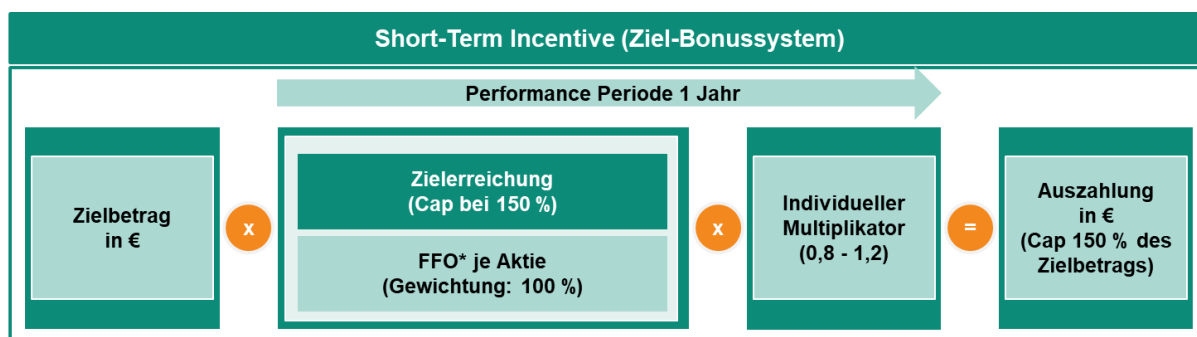 Short-Term Incentive (Ziel-Bonussystem)
Performance Periode 1 Jahr
Zielbetrag
in €
x
Zielerreichung
(Cap bei 150 %)
FFO* je Aktie
(Gewichtung: 100 %)
x
Individueller
Multiplikator
(0,8 - 1,2)
=
Auszahlung
in €
(Cap 150 % des
Zielbetrags)